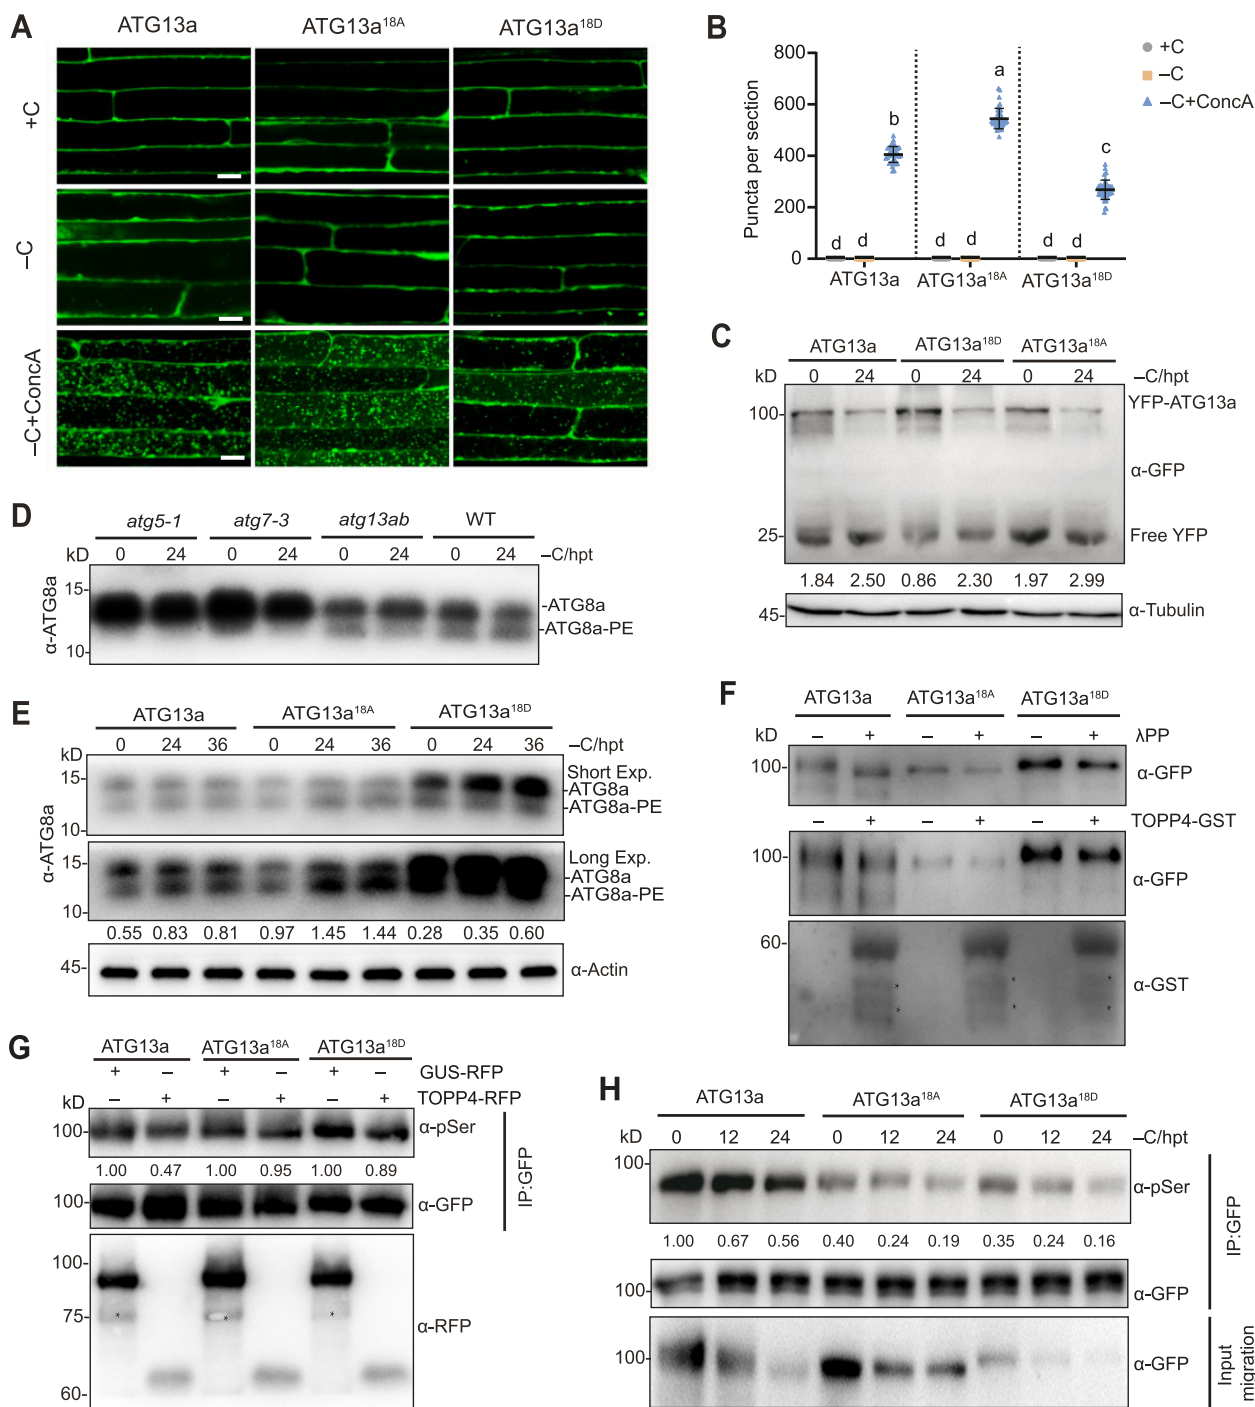 A
ATG13a ATG13a18A ATG13a18D
+C
–C
–C+ConcA
B
Puncta per section
800
600
400
200
0
b
a
c
d d d d d d
ATG13a ATG13a18A ATG13a18D
+C
–C
–C+ConcA
C
ATG13a ATG13a18D ATG13a18A
kD 0 24 0 24 0 24 –C/hpt
100- YFP-ATG13a
α-GFP
25- Free YFP
1.84 2.50 0.86 2.30 1.97 2.99
45- α-Tubulin
D
atg5-1 atg7-3 atg13ab WT
kD 0 24 0 24 0 24 0 24 –C/hpt
α-ATG8a
15-
-ATG8a
-ATG8a-PE
10-
E
ATG13a ATG13a18A ATG13a18D
kD 0 24 36 0 24 36 0 24 36 –C/hpt
α-ATG8a
Short Exp.
15- -ATG8a
-ATG8a-PE
10-
Long Exp.
15- -ATG8a
-ATG8a-PE
10-
0.55 0.83 0.81 0.97 1.45 1.44 0.28 0.35 0.60
45- α-Actin
F
ATG13a ATG13a18A ATG13a18D
kD – + – + – + λPP
100- α-GFP
– + – + – + TOPP4-GST
100- α-GFP
60-
α-GST
* * *
* * *
G
ATG13a ATG13a18A ATG13a18D
+ – + – + – GUS-RFP
kD – + – + – + TOPP4-RFP
100- α-pSer
1.00 0.47 1.00 0.95 1.00 0.89
100- α-GFP
IP:GFP
100-
75- * * *
α-RFP
60-
H
ATG13a ATG13a18A ATG13a18D
kD 0 12 24 0 12 24 0 12 24 –C/hpt
100-
α-pSer
1.00 0.67 0.56 0.40 0.24 0.19 0.35 0.24 0.16
100- α-GFP
IP:GFP
100- α-GFP
Input
migration